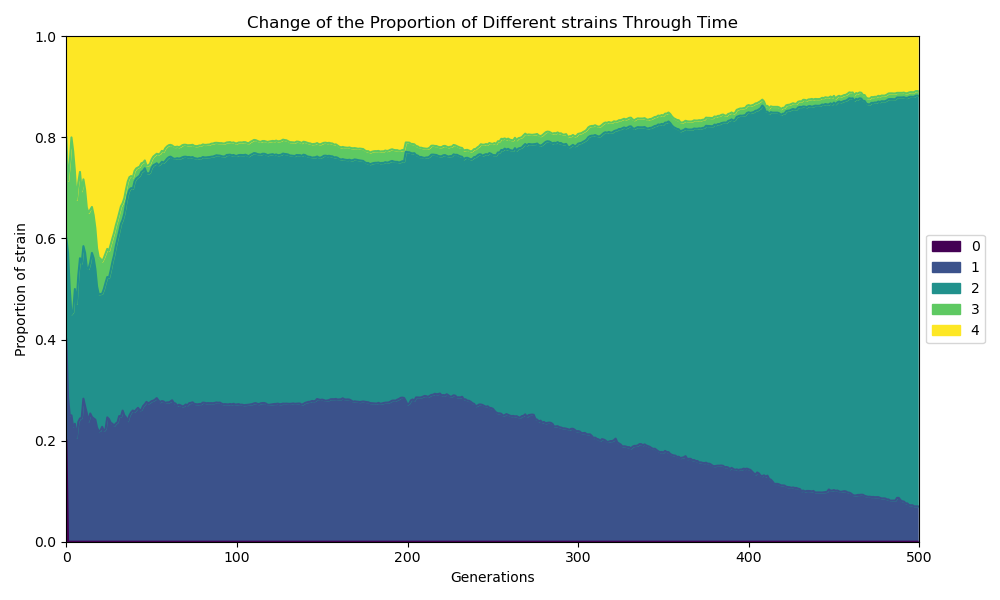 Change of the Proportion of Different strains Through Time
1.0
0.8
0.6
0.4
0.2
0.0
Proportion of strain
0 100 200 300 400 500
Generations
0
1
2
3
4